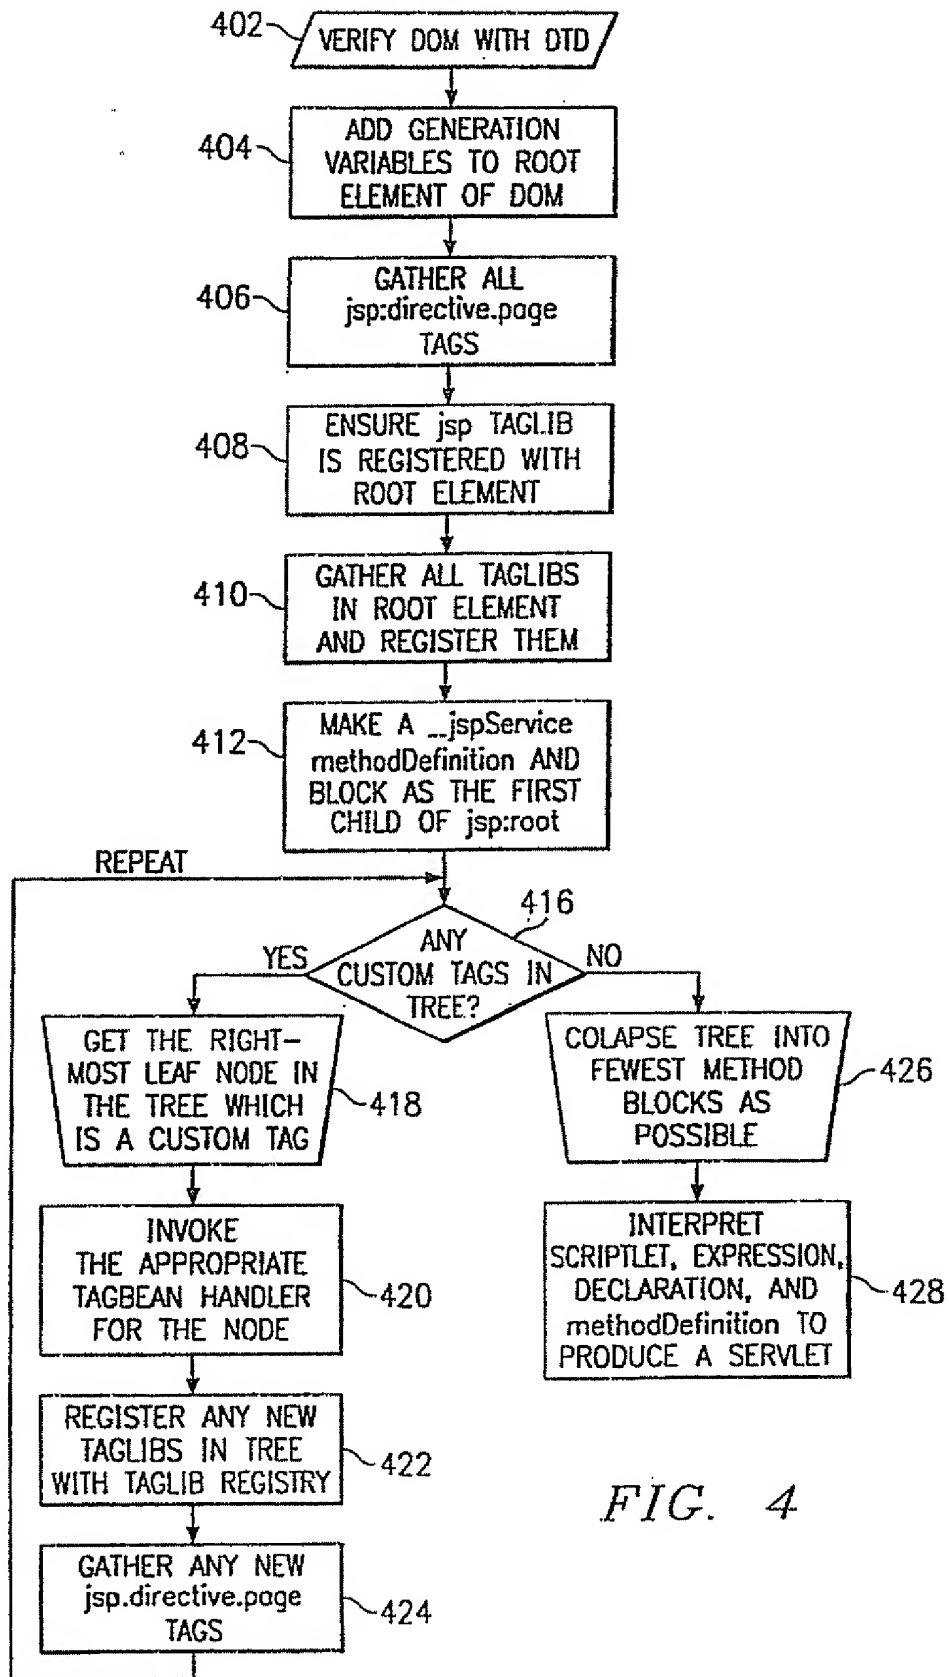 402
VERIFY DOM WITH DTD
404
ADD GENERATION
VARIABLES TO ROOT
ELEMENT OF DOM
406
GATHER ALL
jsp:directive.page
TAGS
408
ENSURE jsp TAGLIB
IS REGISTERED WITH
ROOT ELEMENT
410
GATHER ALL TAGLIBS
IN ROOT ELEMENT
AND REGISTER THEM
412
MAKE A _jspService
methodDefinition AND
BLOCK AS THE FIRST
CHILD OF jsp:root
REPEAT
416
ANY
CUSTOM TAGS IN
TREE?
YES
NO
GET THE RIGHT-
MOST LEAF NODE IN
THE TREE WHICH
IS A CUSTOM TAG
418
COLAPSE TREE INTO
FEWEST METHOD
BLOCKS AS
POSSIBLE
426
INVOKE
THE APPROPRIATE
TAGBEAN HANDLER
FOR THE NODE
420
INTERPRET
SCRIPTLET, EXPRESSION,
DECLARATION, AND
methodDefinition TO
PRODUCE A SERVLET
428
REGISTER ANY NEW
TAGLIBS IN TREE
WITH TAGLIB REGISTRY
422
GATHER ANY NEW
jsp.directive.page
TAGS
424
FIG. 4